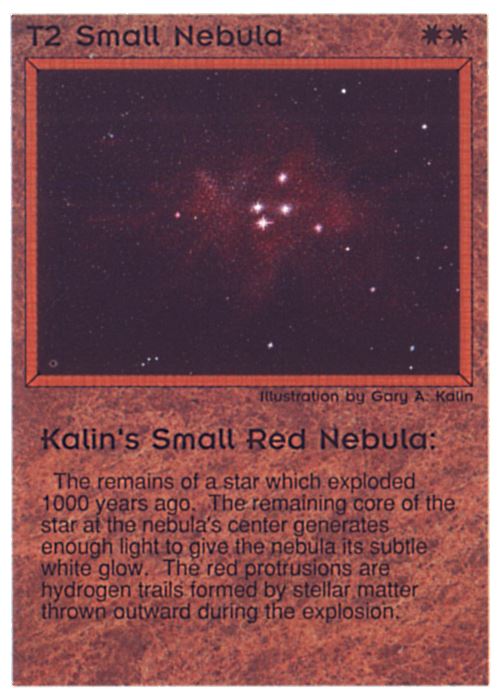 T2 Small Nebula
Illustration by Gary A. Kalin
Kalin's Small Red Nebula:
The remains of a star which exploded
1000 years ago. The remaining core of the
star at the nebula's center generates
enough light to give the nebula its subtle
white glow. The red protrusions are
hydrogen trails formed by stellar matter
thrown outward during the explosion.